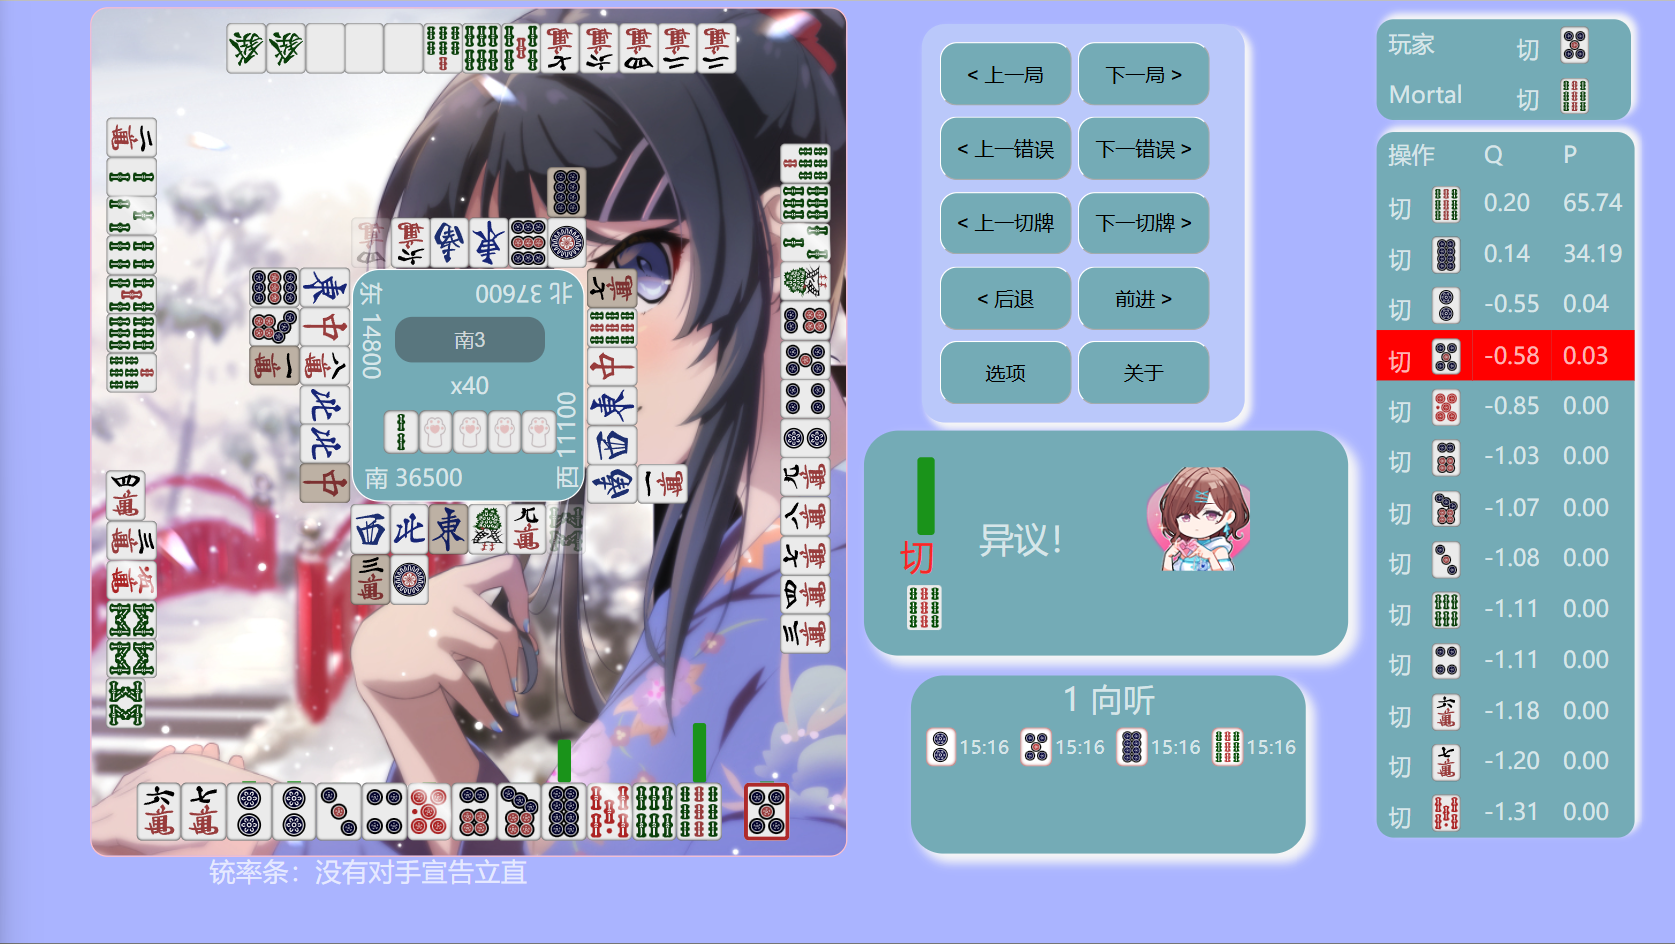 < 上一局
下一局 >
< 上一错误
下一错误 >
< 上一切牌
下一切牌 >
< 后退
前进 >
选项
关于
玩家 切
Mortal 切
操作 Q P
切 0.20 65.74
切 0.14 34.19
切 -0.55 0.04
切 -0.58 0.03
切 -0.85 0.00
切 -1.03 0.00
切 -1.07 0.00
切 -1.08 0.00
切 -1.11 0.00
切 -1.11 0.00
切 -1.18 0.00
切 -1.20 0.00
切 -1.31 0.00
北 37600
东 14800
南3
x40
西 11100
南 36500
异议！
切
1 向听
15:16 15:16 15:16 15:16
铳率条：没有对手宣告立直